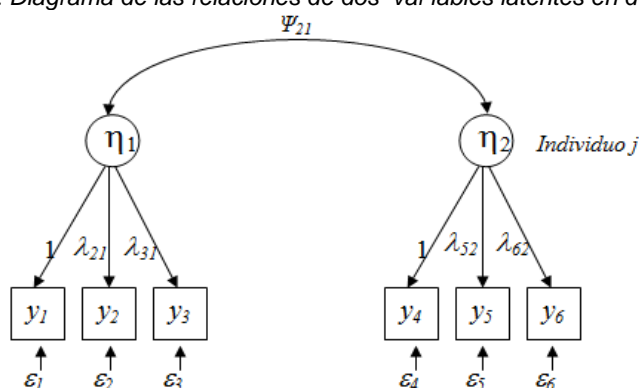 . Diagrama de las relaciones de dos variables latentes en d
Ψ21
η1
η2
Individuo j
1 λ21 λ31
1 λ52 λ62
y1 y2 y3
y4 y5 y6
ε1 ε2 ε3
ε4 ε5 ε6